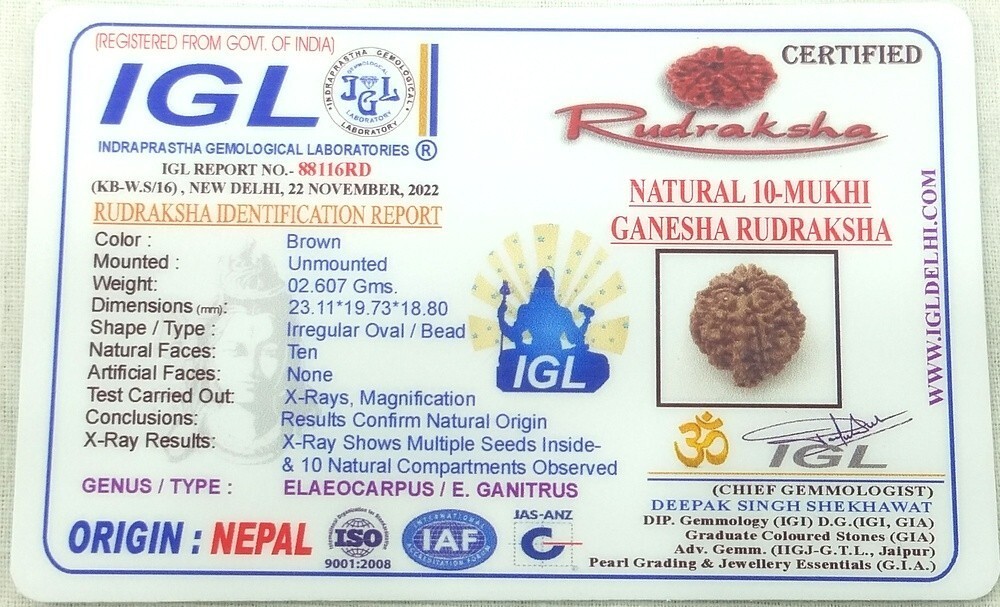 (REGISTERED FROM GOVT. OF INDIA)
IGL
INDRAPRASTHA GEMOLOGICAL LABORATORY
GEMOLOGICAL
JGL
LABORATORY
INDRAPRASTHA GEMOLOGICAL LABORATORIES ®
IGL REPORT NO.- 88116RD
(KB-W.S/16) , NEW DELHI, 22 NOVEMBER, 2022
RUDRAKSHA IDENTIFICATION REPORT
Color : Brown
Mounted : Unmounted
Weight: 02.607 Gms.
Dimensions (mm): 23.11*19.73*18.80
Shape / Type : Irregular Oval / Bead
Natural Faces: Ten
Artificial Faces: None
Test Carried Out: X-Rays, Magnification
Conclusions: Results Confirm Natural Origin
X-Ray Results: X-Ray Shows Multiple Seeds Inside-
& 10 Natural Compartments Observed
GENUS / TYPE : ELAEOCARPUS / E. GANITRUS
ORIGIN : NEPAL
ISO
9001:2008
INTERNATIONAL
IAF
ACCREDITATION FORUM
JAS-ANZ
IGL
CERTIFIED
Rudraksha
NATURAL 10-MUKHI
GANESHA RUDRAKSHA
WWW.IGLDELHI.COM
ॐ
IGL
(CHIEF GEMMOLOGIST)
DEEPAK SINGH SHEKHAWAT
DIP. Gemmology (IGI) D.G.(IGI, GIA)
Graduate Coloured Stones (GIA)
Adv. Gemm. (IIGJ-G.T.L., Jaipur)
Pearl Grading & Jewellery Essentials (G.I.A.)